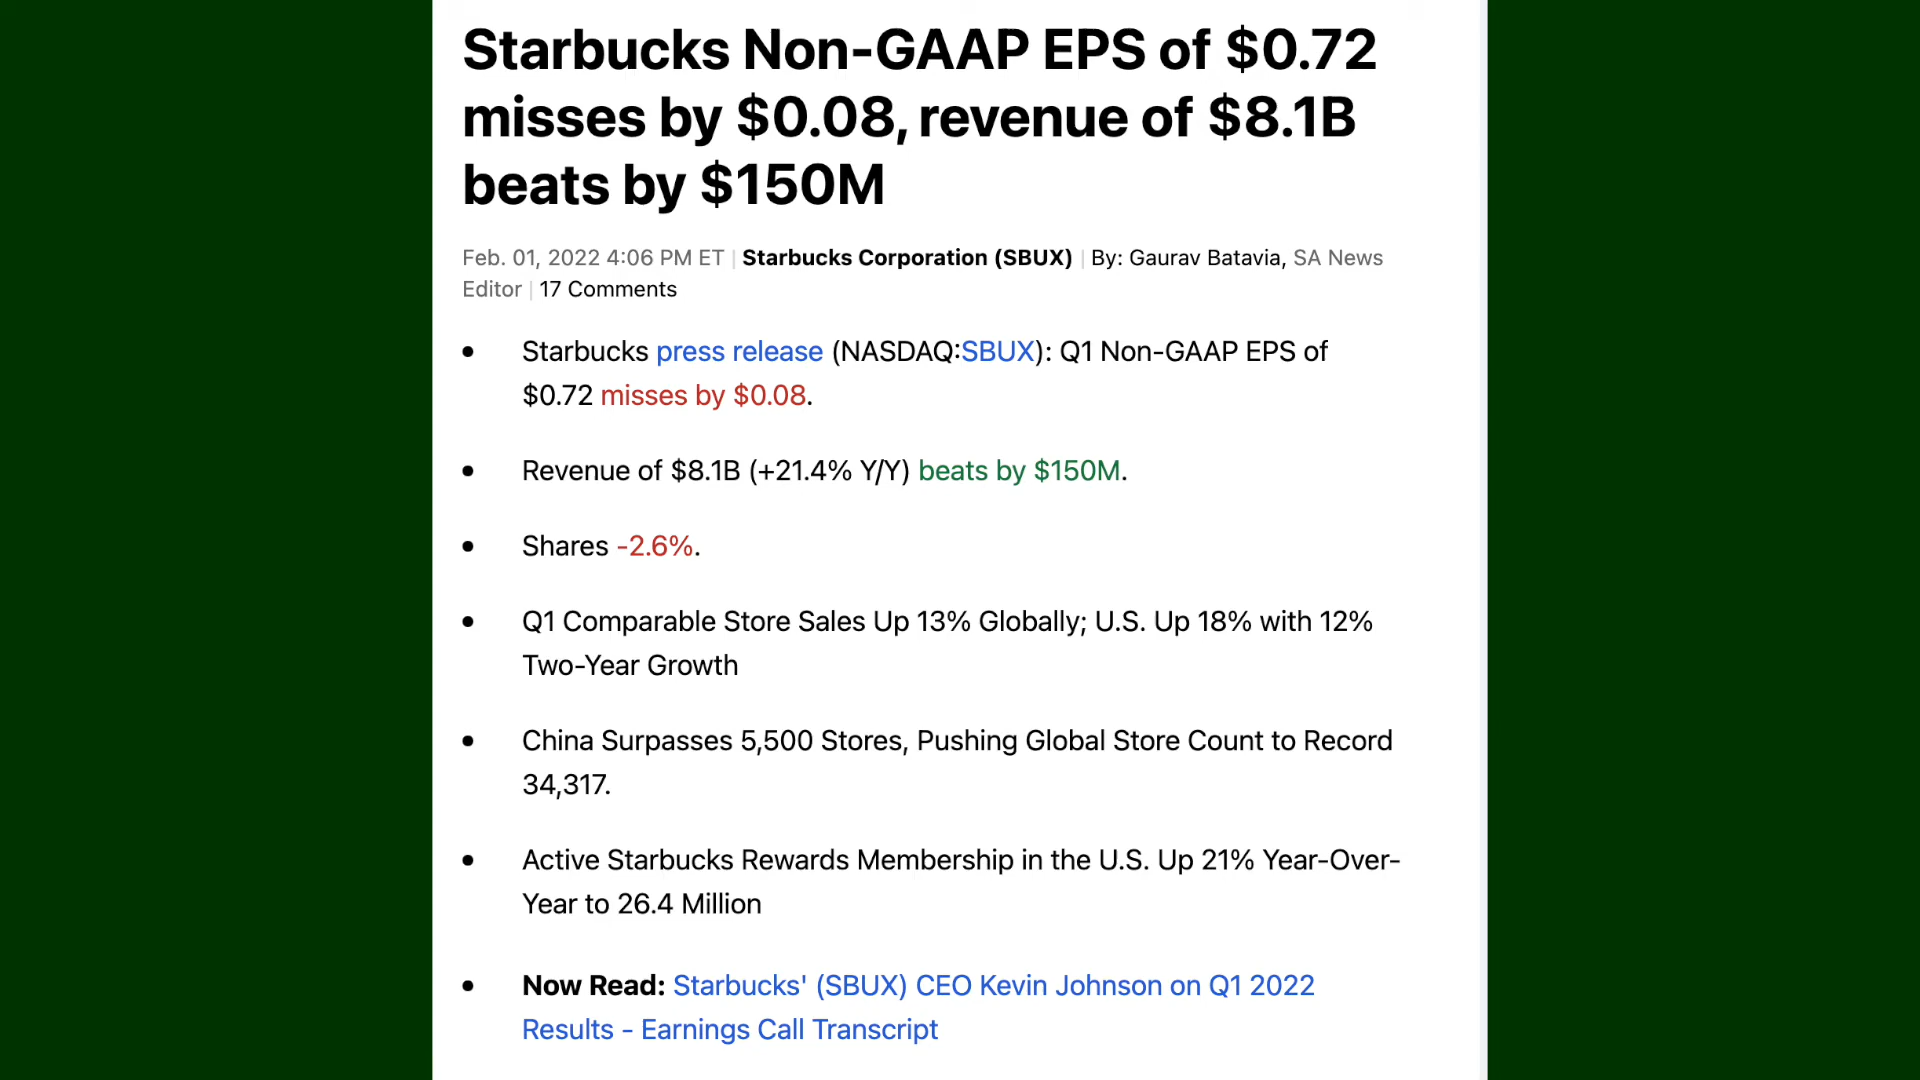 Starbucks Non-GAAP EPS of $0.72
misses by $0.08, revenue of $8.1B
beats by $150M
Feb. 01, 2022 4:06 PM ET | Starbucks Corporation (SBUX) | By: Gaurav Batavia, SA News
Editor | 17 Comments
• Starbucks press release (NASDAQ:SBUX): Q1 Non-GAAP EPS of
$0.72 misses by $0.08.
• Revenue of $8.1B (+21.4% Y/Y) beats by $150M.
• Shares -2.6%.
• Q1 Comparable Store Sales Up 13% Globally; U.S. Up 18% with 12%
Two-Year Growth
• China Surpasses 5,500 Stores, Pushing Global Store Count to Record
34,317.
• Active Starbucks Rewards Membership in the U.S. Up 21% Year-Over-
Year to 26.4 Million
• Now Read: Starbucks' (SBUX) CEO Kevin Johnson on Q1 2022
Results - Earnings Call Transcript